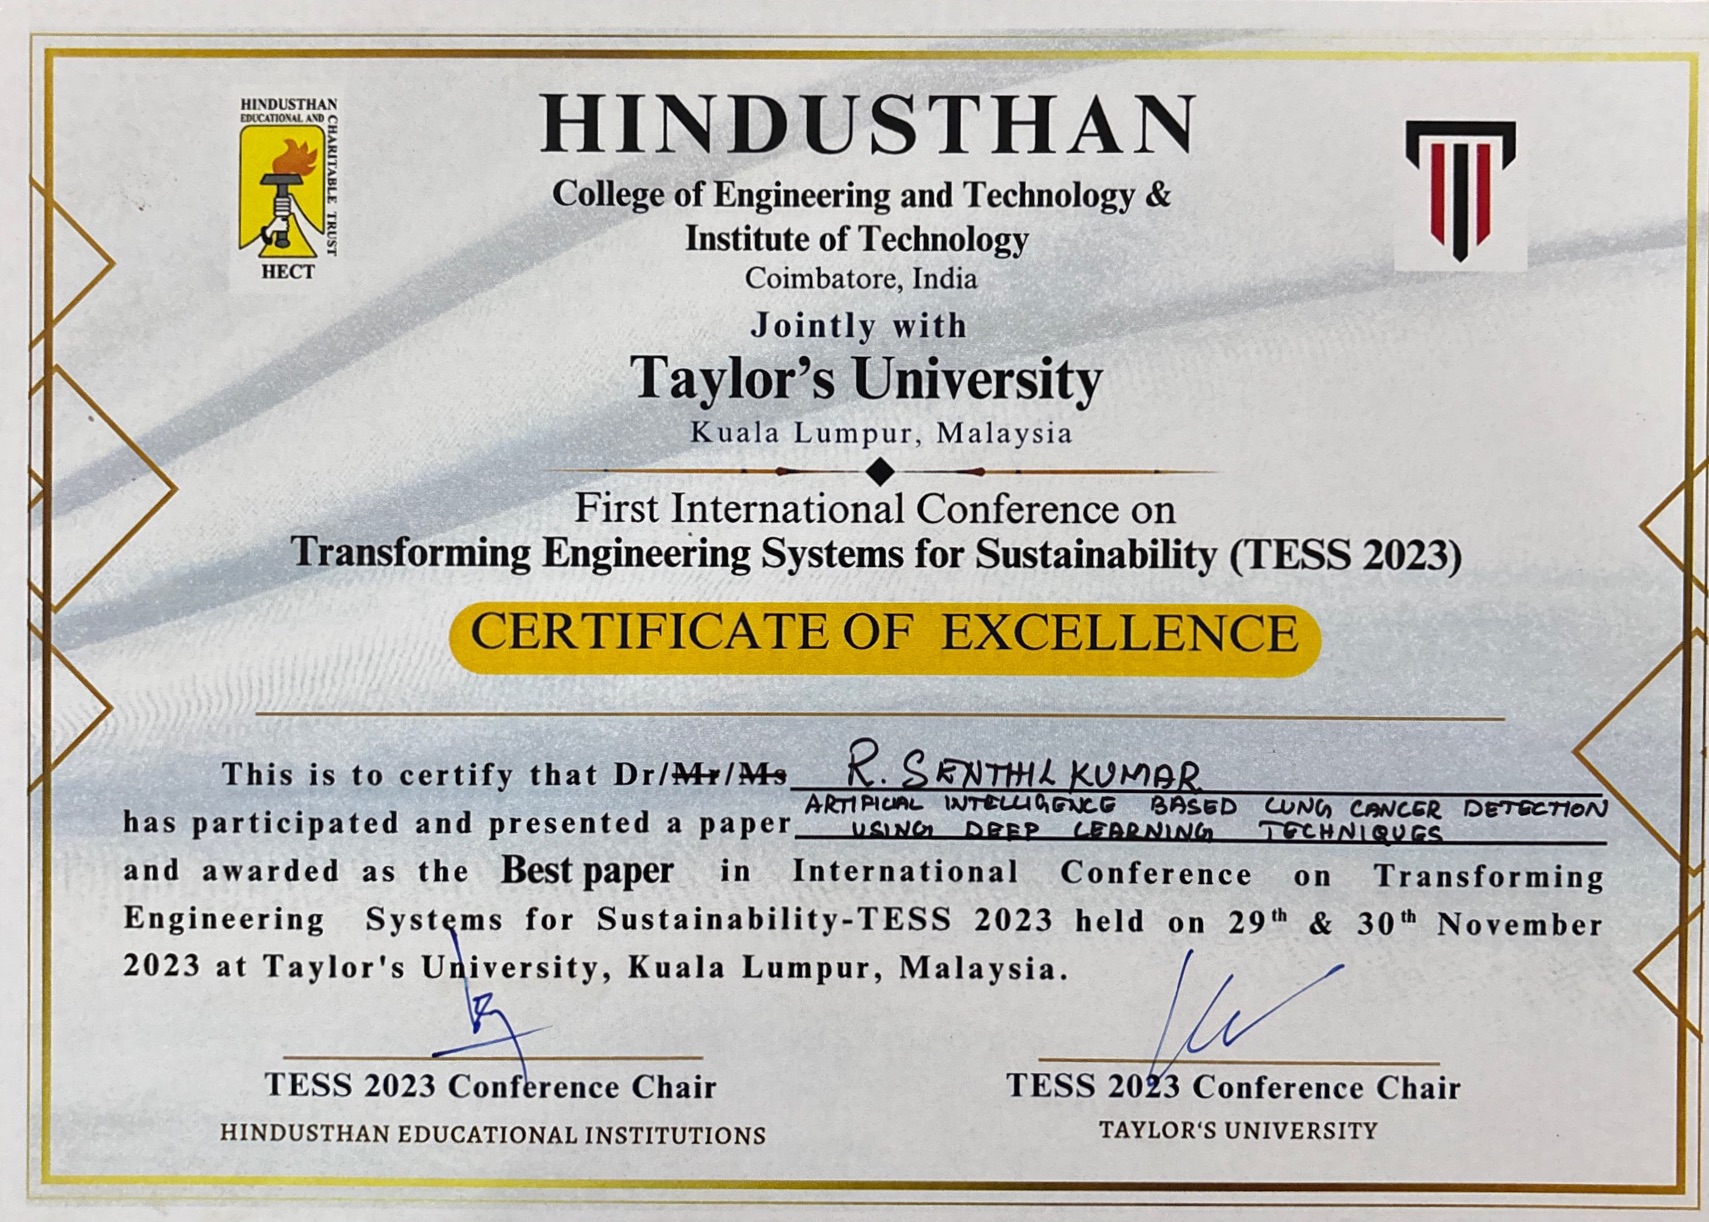 HINDUSTHAN
EDUCATIONAL AND
CHARITABLE TRUST
HECT
HINDUSTHAN
College of Engineering and Technology &
Institute of Technology
Coimbatore, India
Jointly with
Taylor's University
Kuala Lumpur, Malaysia
First International Conference on
Transforming Engineering Systems for Sustainability (TESS 2023)
CERTIFICATE OF EXCELLENCE
This is to certify that Dr/Mr/Ms R. SENTHIL KUMAR
ARTIFICIAL INTELLIGENCE BASED LUNG CANCER DETECTION
has participated and presented a paper USING DEEP LEARNING TECHNIQUES
and awarded as the Best paper in International Conference on Transforming
Engineering Systems for Sustainability-TESS 2023 held on 29th & 30th November
2023 at Taylor's University, Kuala Lumpur, Malaysia.
TESS 2023 Conference Chair
HINDUSTHAN EDUCATIONAL INSTITUTIONS
TESS 2023 Conference Chair
TAYLOR'S UNIVERSITY